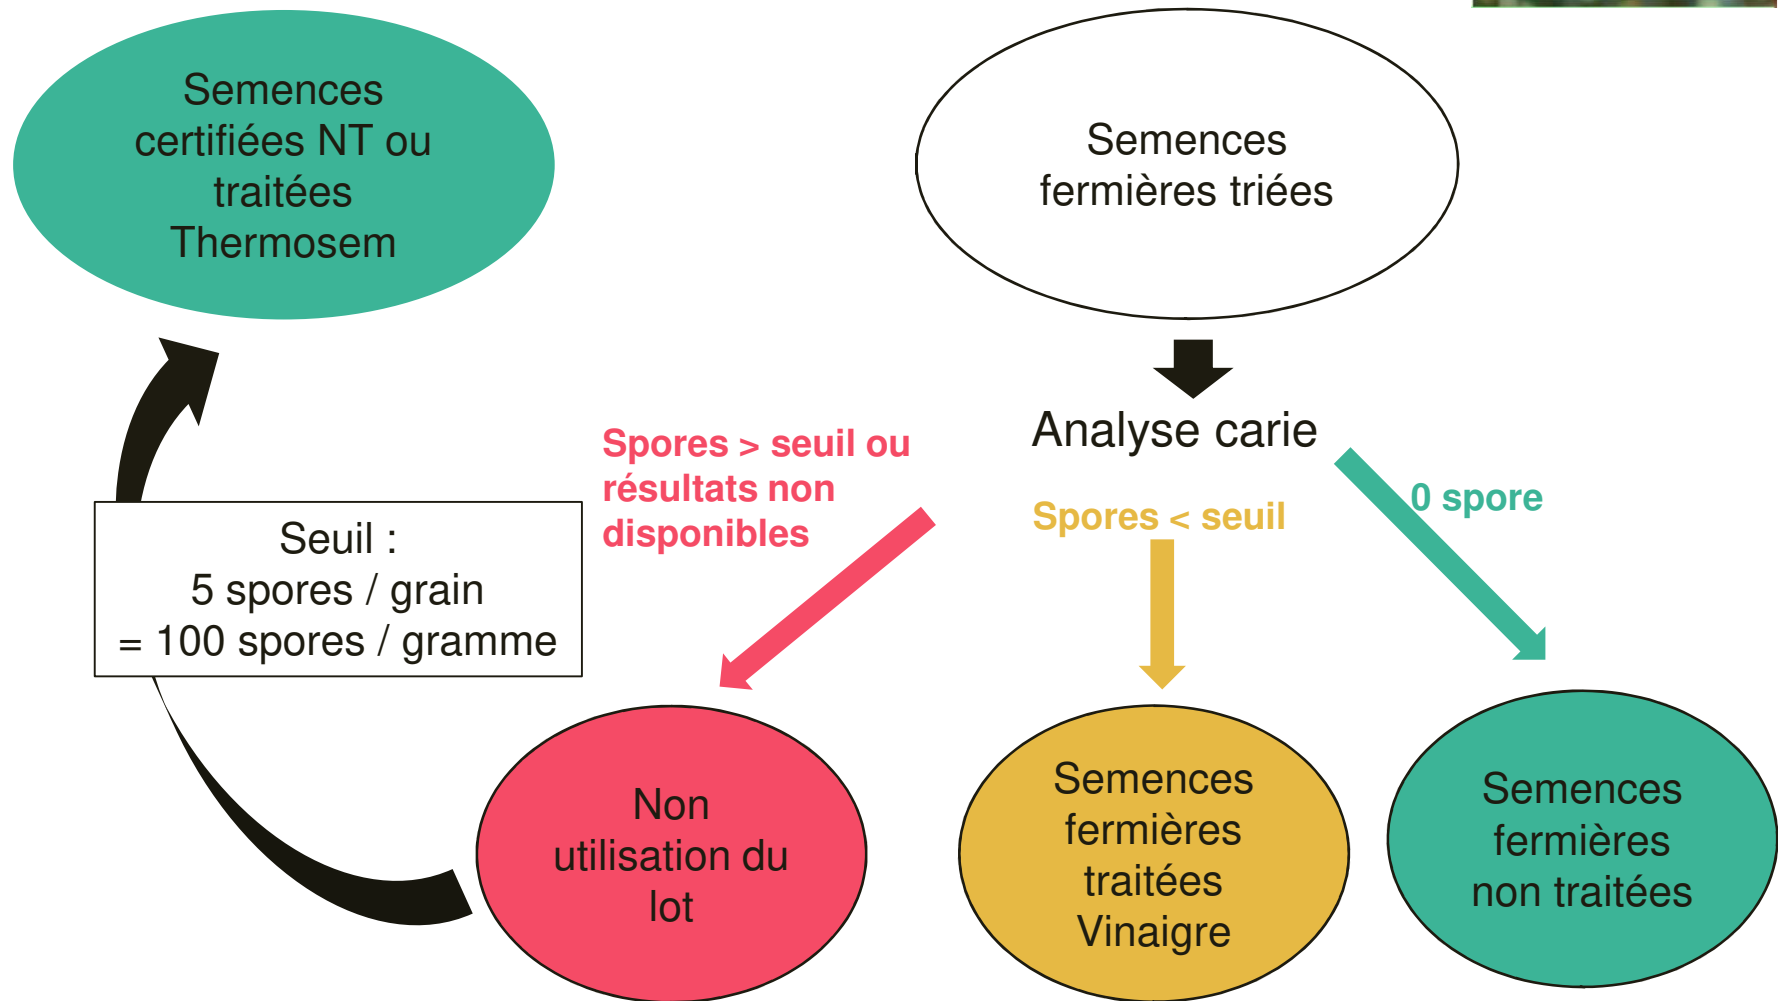 Semences
certifiées NT ou
traitées
Thermosem
Semences
fermières triées
Analyse carie
Spores > seuil ou
résultats non
disponibles
Spores < seuil
0 spore
Seuil :
5 spores / grain
= 100 spores / gramme
Non
utilisation du
lot
Semences
fermières
traitées
Vinaigre
Semences
fermières
non traitées